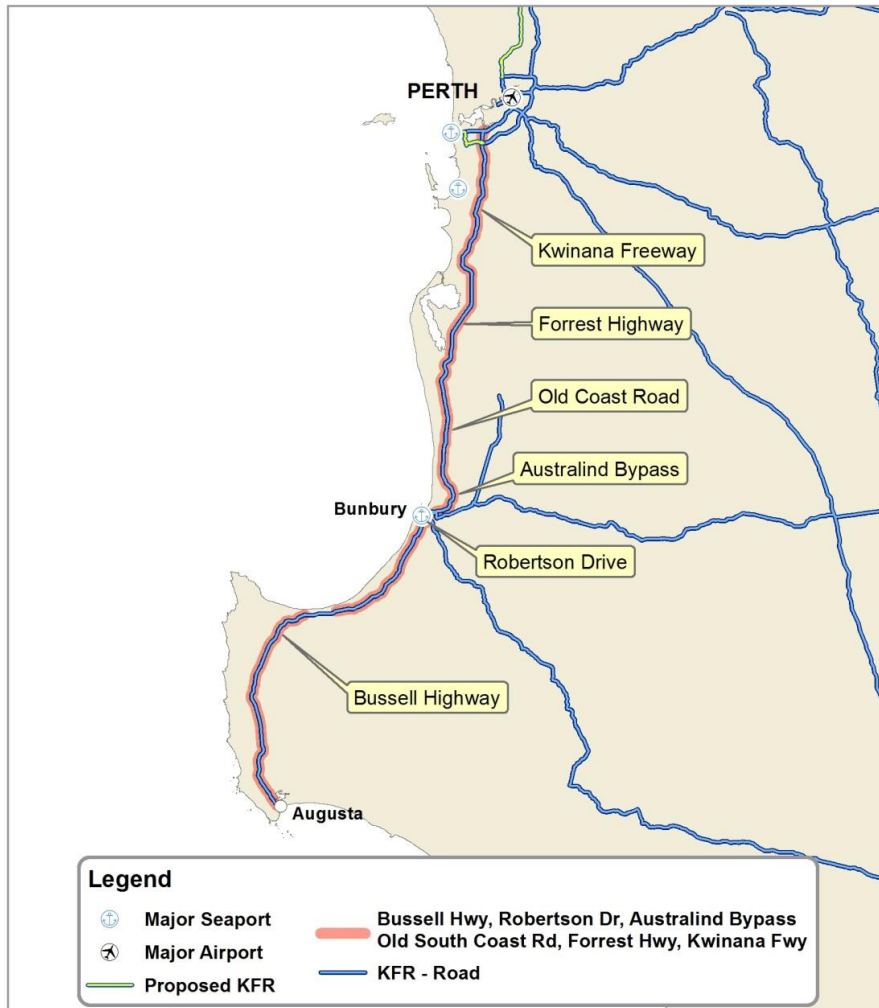 PERTH
Kwinana Freeway
Forrest Highway
Old Coast Road
Australind Bypass
Bunbury
Robertson Drive
Bussell Highway
Augusta
Legend
Major Seaport
Major Airport
Proposed KFR
Bussell Hwy, Robertson Dr, Australind Bypass
Old South Coast Rd, Forrest Hwy, Kwinana Fwy
KFR - Road